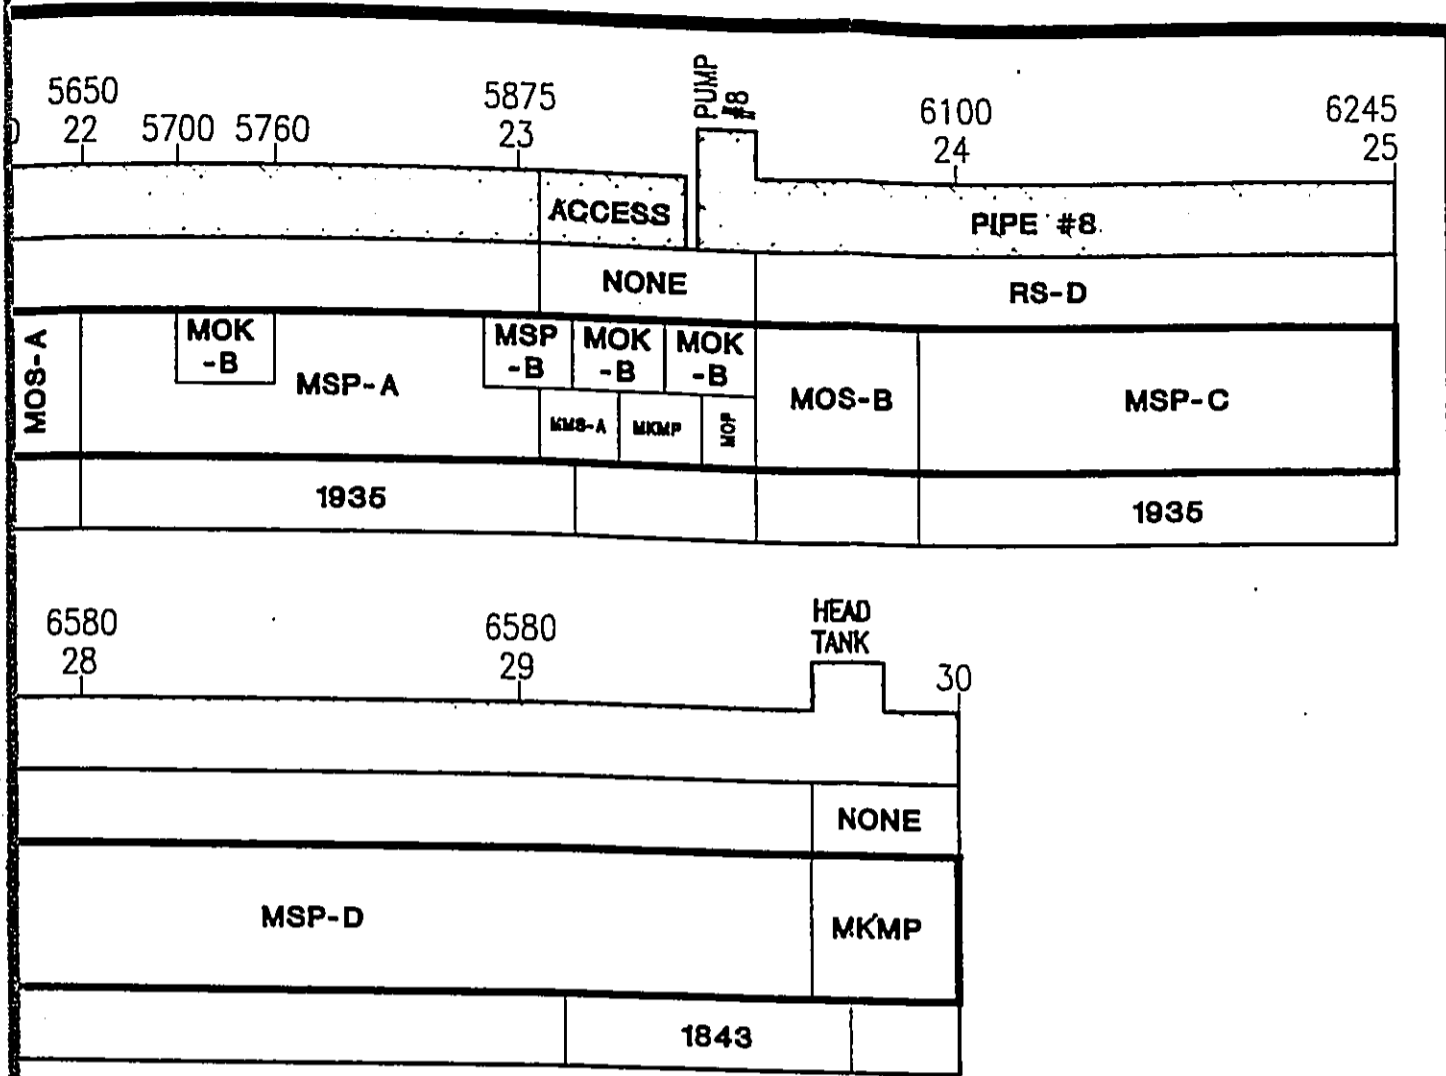 5650
5875
PUMP
#8
6100
6245
22
5700
5760
23
24
25
ACCESS
PIPE #8
NONE
RS-D
MOS-A
MOK
-B
MSP-A
MSP
-B
MOK
-B
MOK
-B
MMS-A
MKMP
MOP
MOS-B
MSP-C
1935
1935
6580
28
6580
29
HEAD
TANK
30
NONE
MSP-D
MKMP
1843